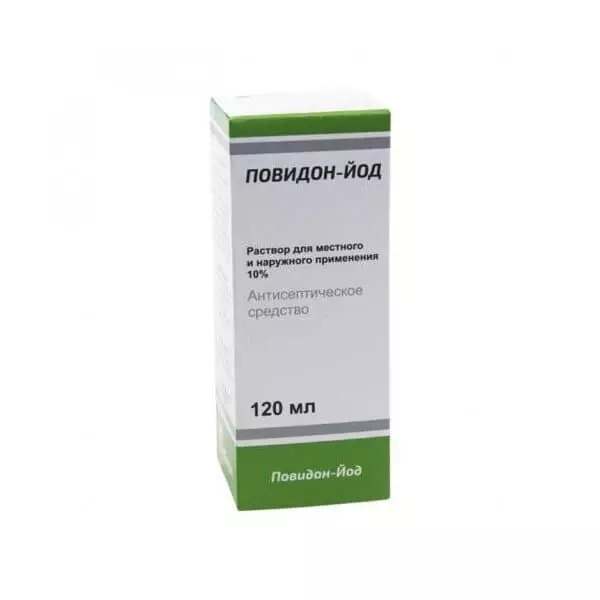 ПОВИДОН-ЙОД
Раствор для местного
и наружного применения
10%
Антисептическое
средство
120 мл
Повидон-Йод